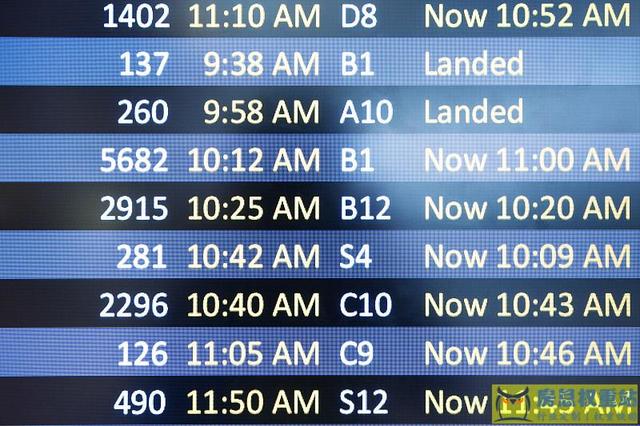 1402 11:10 AM D8 Now 10:52 AM
137 9:38 AM B1 Landed
260 9:58 AM A10 Landed
5682 10:12 AM B1 Now 11:00 AM
2915 10:25 AM B12 Now 10:20 AM
281 10:42 AM S4 Now 10:09 AM
2296 10:40 AM C10 Now 10:43 AM
126 11:05 AM C9 Now 10:46 AM
490 11:50 AM S12 Now AM